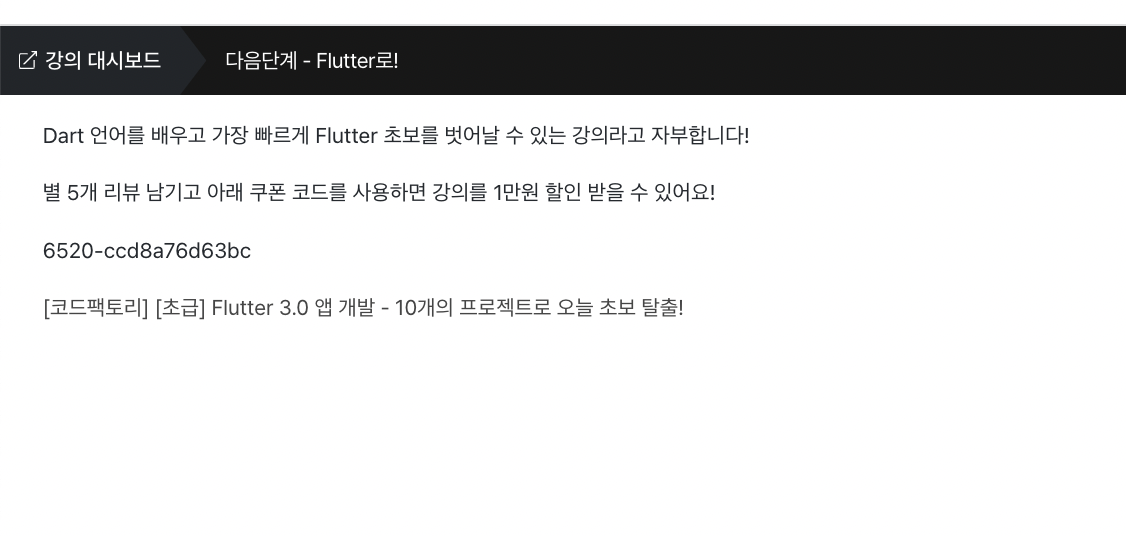 강의 대시보드
다음단계 - Flutter로!
Dart 언어를 배우고 가장 빠르게 Flutter 초보를 벗어날 수 있는 강의라고 자부합니다!
별 5개 리뷰 남기고 아래 쿠폰 코드를 사용하면 강의를 1만원 할인 받을 수 있어요!
6520-ccd8a76d63bc
[코드팩토리] [초급] Flutter 3.0 앱 개발 - 10개의 프로젝트로 오늘 초보 탈출!